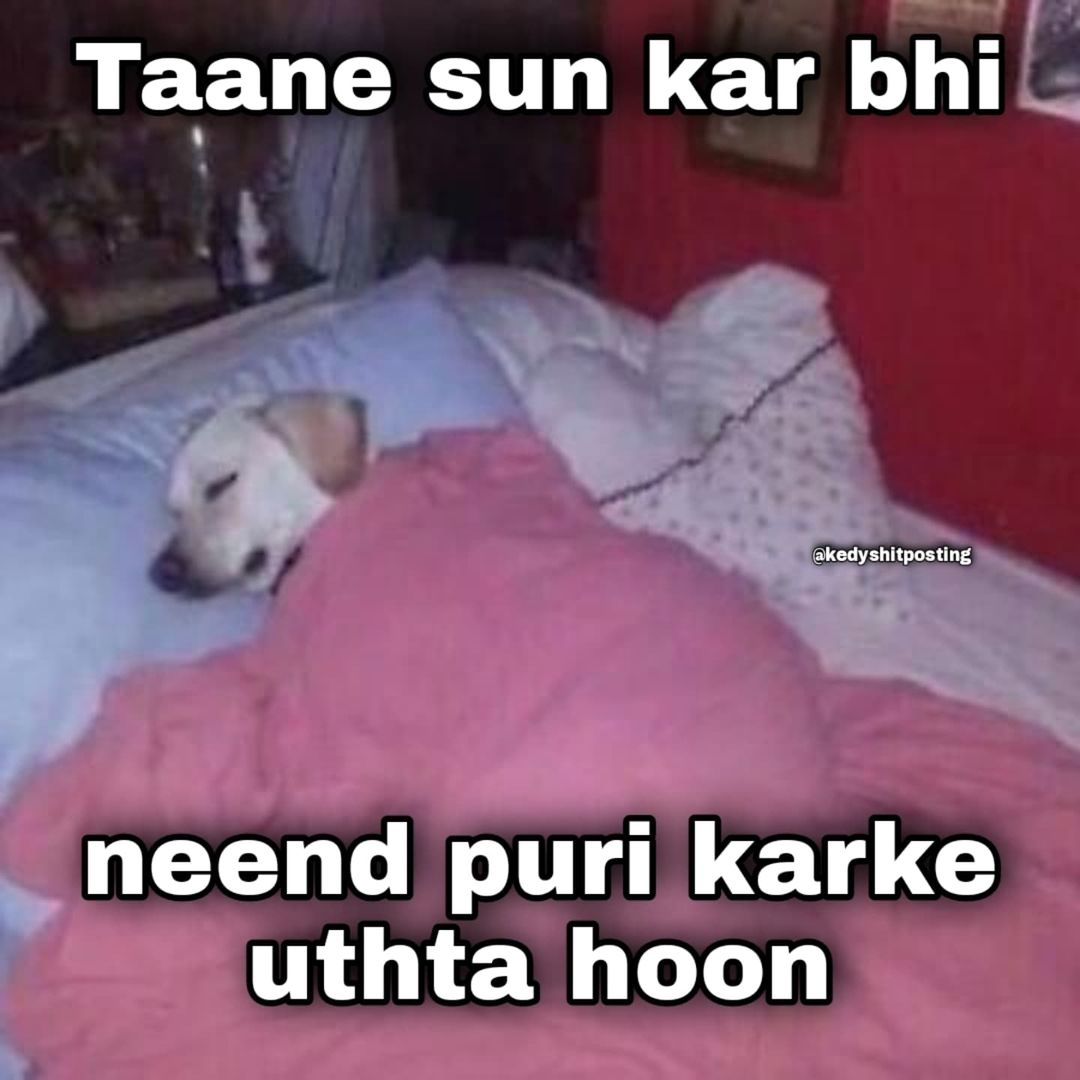 Taane sun kar bhi
@kedyshitposting
neend puri karke
uthta hoon